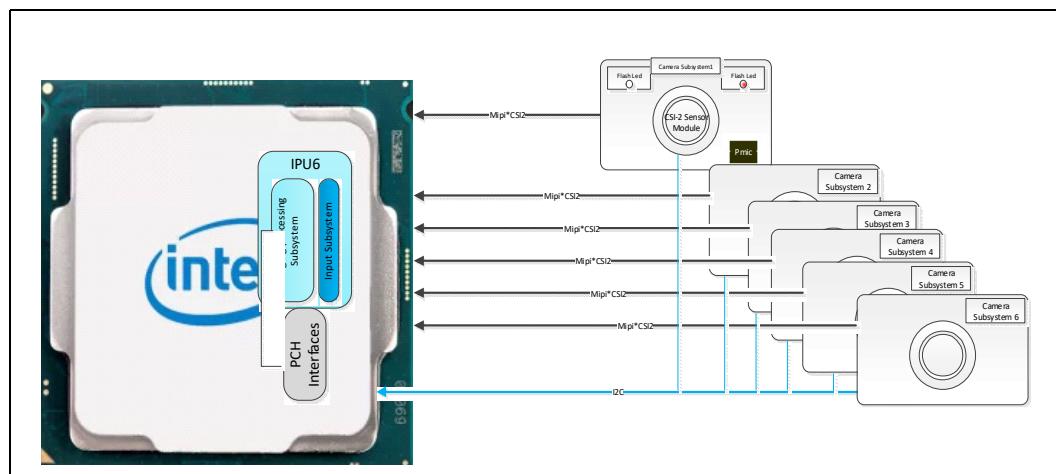 Camera Subsystem1
Flash Led
Flash Led
CSI-2 Sensor
Module
Pmic
Mipi*CSI2
IPU6
Subsystem
Input Subsystem
intel
PCH
Interfaces
Mipi*CSI2
Camera
Subsystem 2
Mipi*CSI2
Camera
Subsystem 3
Mipi*CSI2
Camera
Subsystem 4
Mipi*CSI2
Camera
Subsystem 5
Mipi*CSI2
Camera
Subsystem 6
I2C